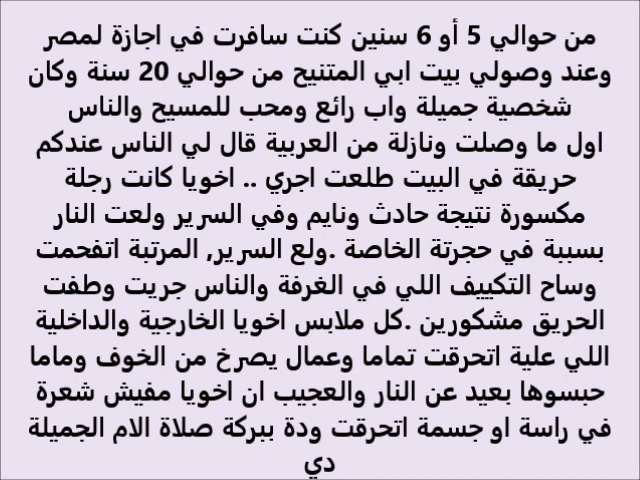 من حوالي 5 أو 6 سنين كنت سافرت في اجازة لمصر
وعند وصولي بيت ابي المتنيح من حوالي 20 سنة وكان
شخصية جميلة واب رائع ومحب للمسيح والناس
اول ما وصلت ونازلة من العربية قال لي الناس عندكم
حريقة في البيت طلعت اجري .. اخويا كانت رجلة
مكسورة نتيجة حادث ونايم وفي السرير ولعت النار
بسببة في حجرتة الخاصة .ولع السرير, المرتبة اتفحمت
وساح التكييف اللي في الغرفة والناس جريت وطفت
الحريق مشكورين .كل ملابس اخويا الخارجية والداخلية
اللي علية اتحرقت تماما وعمال يصرخ من الخوف وماما
حبسوها بعيد عن النار والعجيب ان اخويا مفيش شعرة
في راسة او جسمة اتحرقت ودة ببركة صلاة الام الجميلة
دي